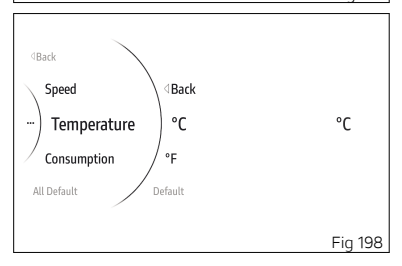 ◁Back
Speed ◁Back
··· Temperature °C °C
Consumption °F
All Default Default
Fig 198